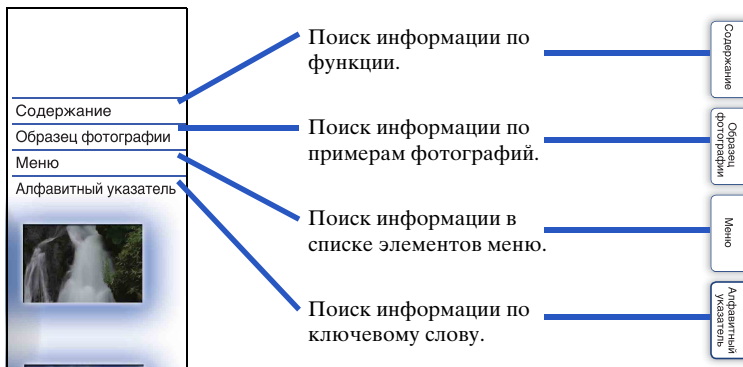 Содержание
Образец фотографии
Меню
Алфавитный указатель
Поиск информации по
функции.
Поиск информации по
примерам фотографий.
Поиск информации в
списке элементов меню.
Поиск информации по
ключевому слову.
Содержание
Образец
фотографии
Меню
Алфавитный
указатель